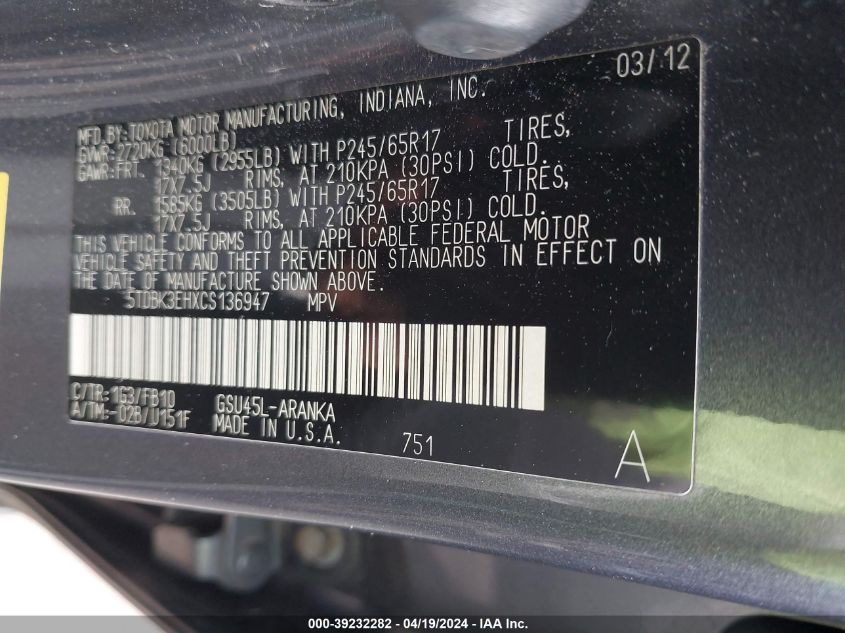 03/12
MFD.BY:TOYOTA MOTOR MANUFACTURING, INDIANA, INC.
GVWR:2720KG (6000LB)
GAWR:FRT. 1340KG (2955LB) WITH P245/65R17 TIRES,
17X7.5J RIMS, AT 210KPA (30PSI) COLD.
RR. 1585KG (3505LB) WITH P245/65R17 TIRES,
17X7.5J RIMS, AT 210KPA (30PSI) COLD.
THIS VEHICLE CONFORMS TO ALL APPLICABLE FEDERAL MOTOR
VEHICLE SAFETY AND THEFT PREVENTION STANDARDS IN EFFECT ON
THE DATE OF MANUFACTURE SHOWN ABOVE.
5TDBK3EHXCS136947 MPV
C/TR:1G3/FB10 GSU45L-ARANKA
A/TM:-02B/U151F MADE IN U.S.A.
751
A
000-39232282 - 04/19/2024 - IAA Inc.